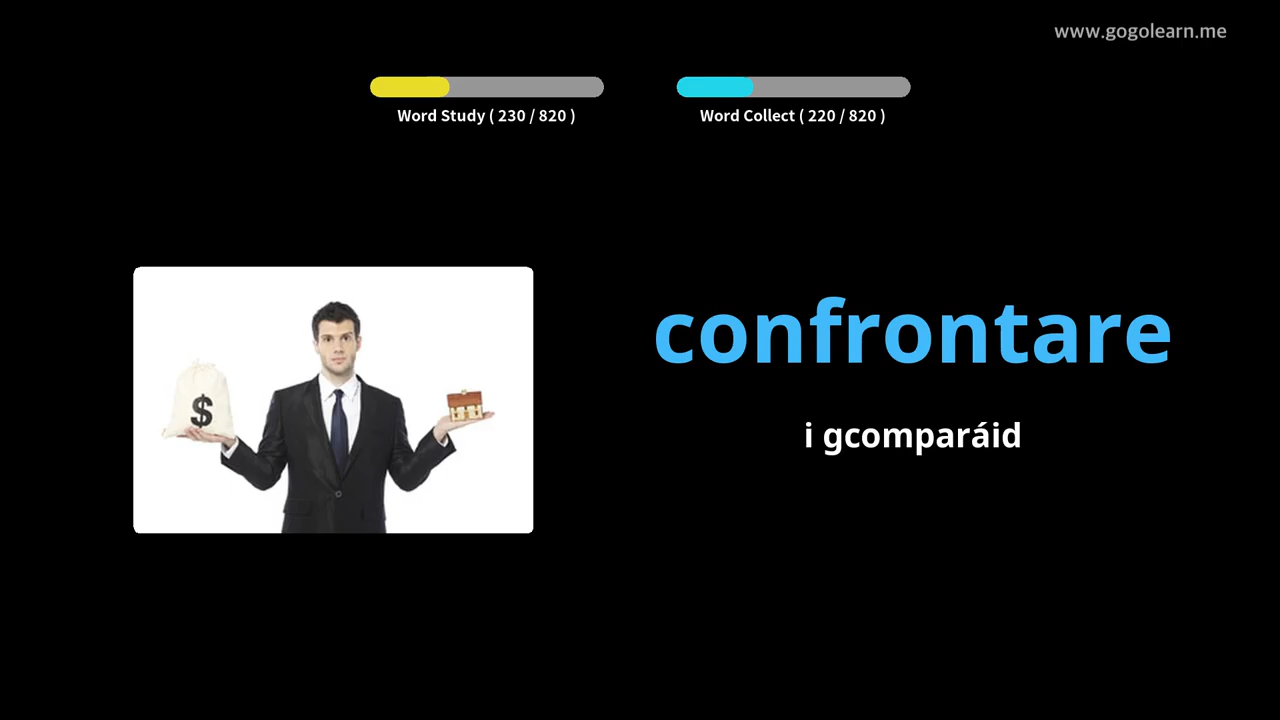 www.gogolearn.me
Word Study ( 230 / 820 )
Word Collect ( 220 / 820 )
$
confrontare
i gcomparáid